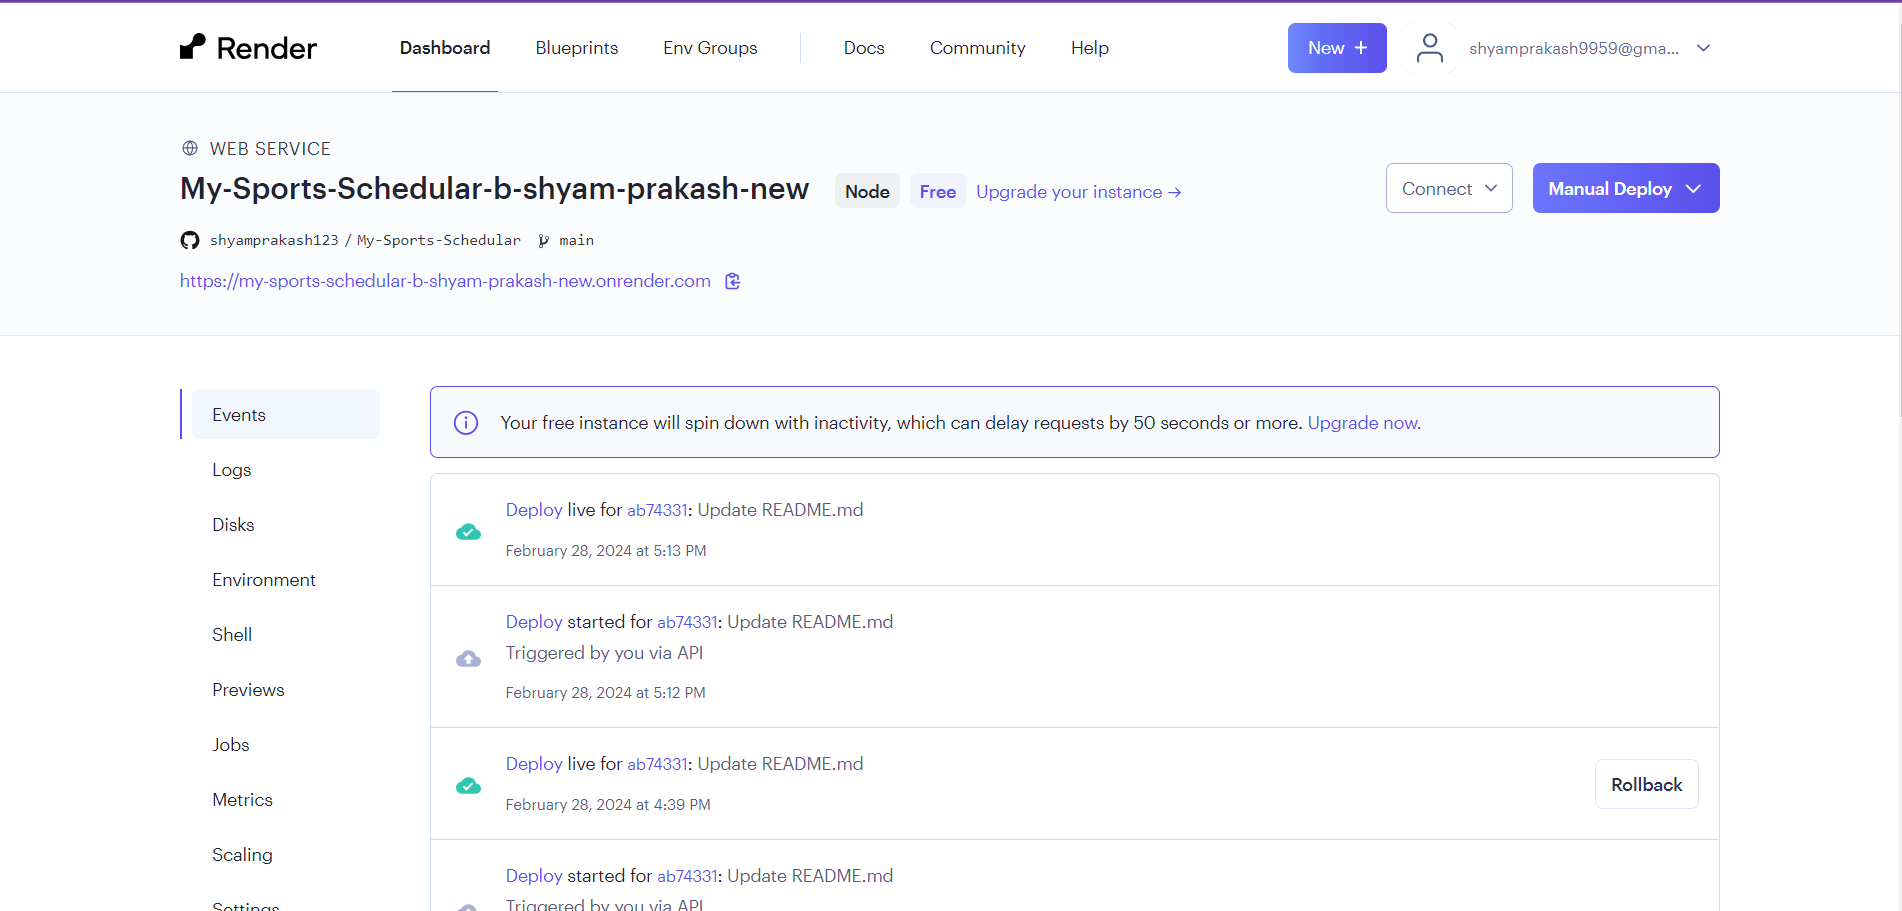 Render
Dashboard
Blueprints
Env Groups
Docs
Community
Help
New +
shyamprakash9959@gma...
WEB SERVICE
My-Sports-Schedular-b-shyam-prakash-new
Node
Free
Upgrade your instance →
Connect
Manual Deploy
shyamprakash123 / My-Sports-Schedular
main
https://my-sports-schedular-b-shyam-prakash-new.onrender.com
Events
Logs
Disks
Environment
Shell
Previews
Jobs
Metrics
Scaling
Settings
Your free instance will spin down with inactivity, which can delay requests by 50 seconds or more. Upgrade now.
Deploy live for ab74331: Update README.md
February 28, 2024 at 5:13 PM
Deploy started for ab74331: Update README.md
Triggered by you via API
February 28, 2024 at 5:12 PM
Deploy live for ab74331: Update README.md
February 28, 2024 at 4:39 PM
Rollback
Deploy started for ab74331: Update README.md
Triggered by you via API